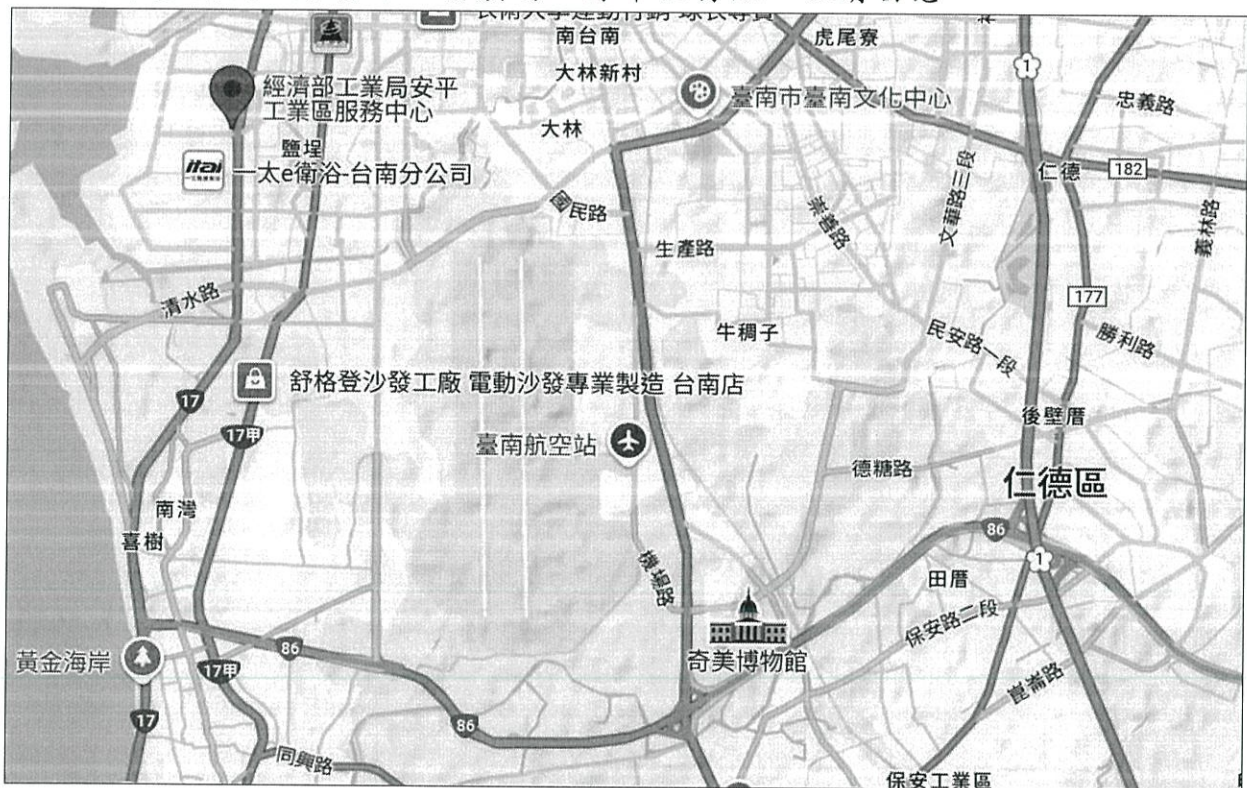 南台南
虎尾寮
大林新村
1
經濟部工業局安平
工業區服務中心
臺南市臺南文化中心
忠義路
大林
鹽埕
itai
一太e衛浴-台南分公司
仁德
182
國民路
崇善路
文華路三段
義林路
生產路
清水路
177
牛稠子
民安路一段
勝利路
舒格登沙發工廠 電動沙發專業製造 台南店
17
17甲
後壁厝
臺南航空站
德糖路
仁德區
南灣
喜樹
86
1
機場路
田厝
保安路二段
86
黃金海岸
17甲
奇美博物館
崑崙路
17
86
同興路
保安工業區